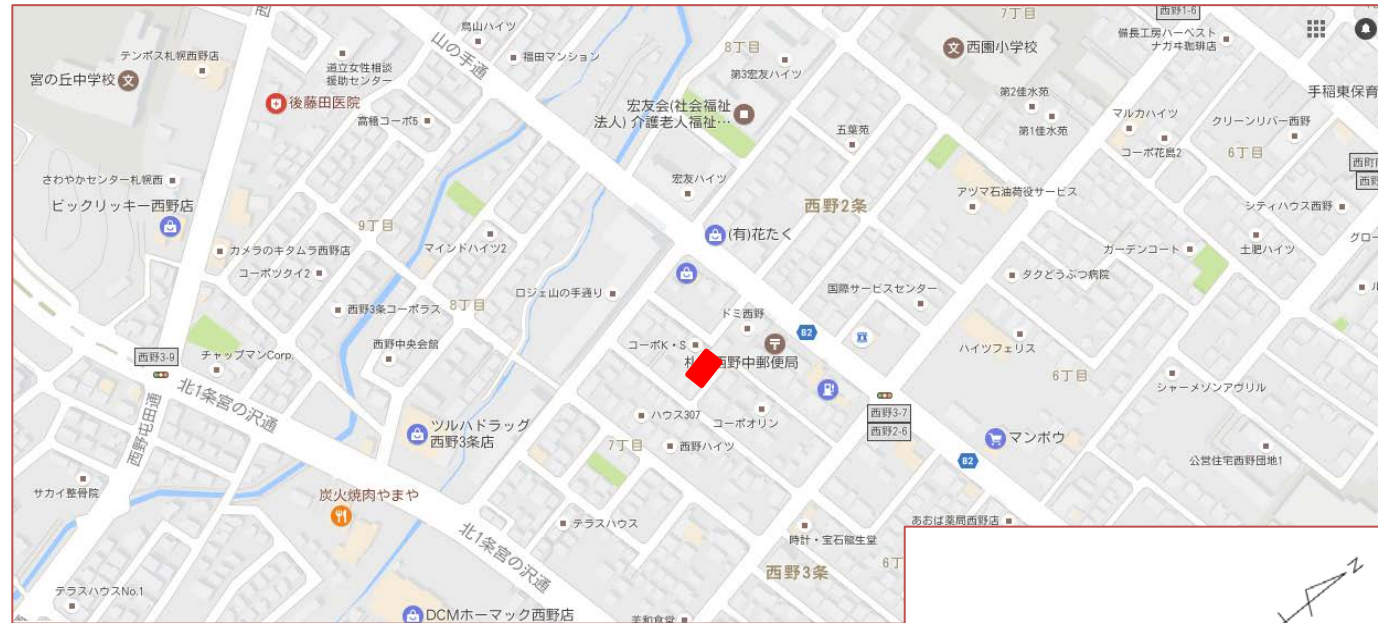 西
鳥山ハイツ
7丁目
西野1-6
備長工房ハーベスト
ナガヰ珈琲店
テンポス札幌西野店
道立女性相談
援助センター
山の手通
福田マンション
8丁目
第3宏友ハイツ
西園小学校
宮の丘中学校
文
文
後藤田医院
高橋コーポ5
宏友会(社会福祉
法人) 介護老人福祉…
五葉苑
第2佳水苑
第1佳水苑
マルカハイツ
コーポ花島2
クリーンリバー西野
手稲東保育
6丁目
西町
西野
さわやかセンター札幌西
ビックリッキー西野店
宏友ハイツ
西野2条
アヅマ石油荷役サービス
シティハウス西野
9丁目
カメラのキタムラ西野店
コーポツクイ2
マインドハイツ2
(有)花たく
ガーデンコート
土肥ハイツ
グロー
タクどうぶつ病院
ロジェ山の手通り
国際サービスセンター
西野3条コーポラス
8丁目
ドミ西野
82
西野3-9
チャップマンCorp.
西野中央会館
コーポK・S
札
西野中郵便局
ハイツフェリス
6丁目
シャーメゾンアヴリル
北1条宮の沢通
西野屯田通
ツルハドラッグ
西野3条店
ハウス307
コーポオリン
西野3-7
西野2-6
マンボウ
7丁目
西野ハイツ
82
公営住宅西野団地1
サカイ整骨院
炭火焼肉やまや
テラスハウス
あおば薬局西野店
北1条宮の沢通
時計・宝石龍生堂
6丁
西野3条
テラスハウスNo.1
DCMホーマック西野店
美和食堂
N